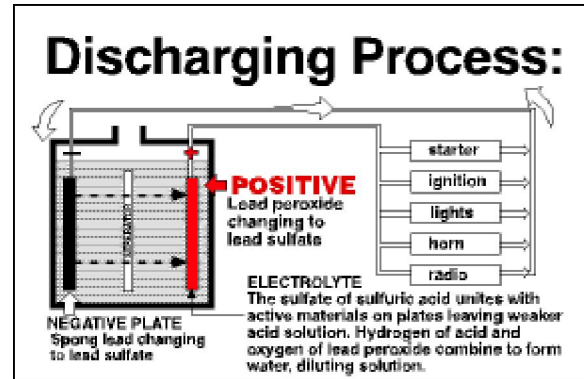 Discharging Process:
starter
ignition
lights
horn
radio
–
+
SEPARATOR
POSITIVE
Lead peroxide
changing to
lead sulfate
NEGATIVE PLATE
Spong lead changing
to lead sulfate
ELECTROLYTE
The sulfate of sulfuric acid unites with
active materials on plates leaving weaker
acid solution. Hydrogen of acid and
oxygen of lead peroxide combine to form
water, diluting solution.